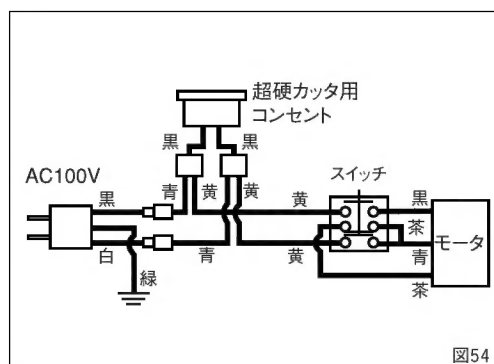 超硬カッタ用
コンセント
黒 黒
AC100V
スイッチ
黒 青 黄 黄 黄 黒
茶
白 青 黄 青 モータ
緑 茶
図54